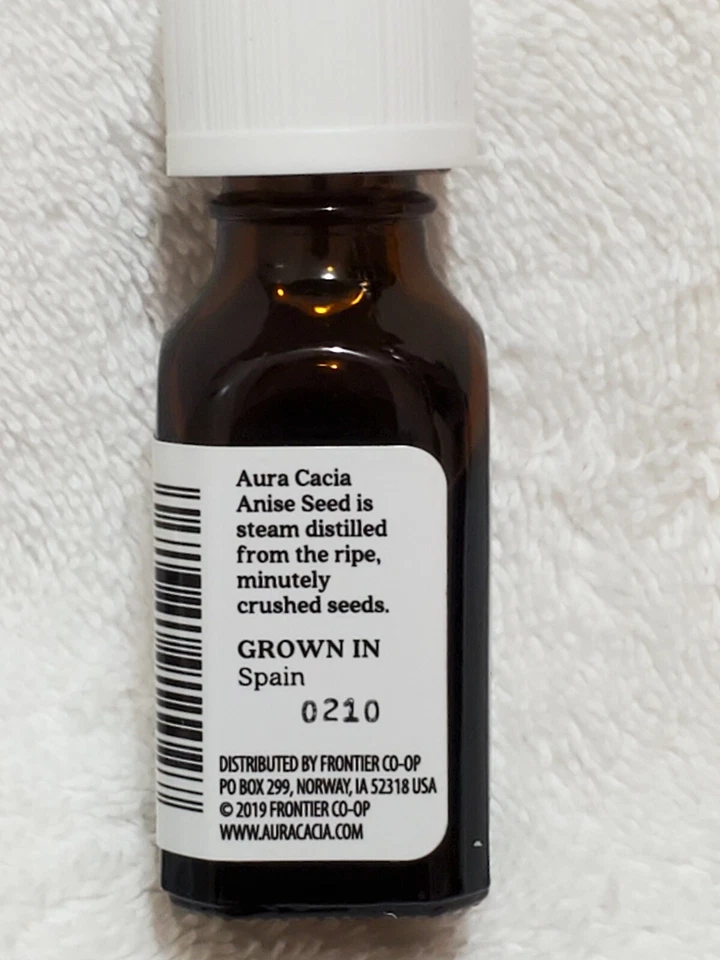 Aura Cacia
Anise Seed is
steam distilled
from the ripe,
minutely
crushed seeds.
GROWN IN
Spain
0210
DISTRIBUTED BY FRONTIER CO-OP
PO BOX 299, NORWAY, IA 52318 USA
© 2019 FRONTIER CO-OP
WWW.AURACACIA.COM